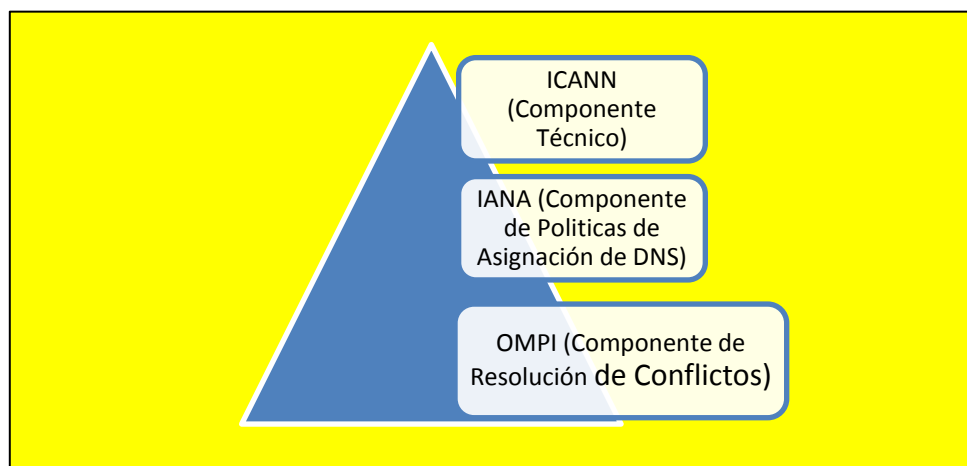 ICANN
(Componente
Técnico)
IANA (Componente
de Politicas de
Asignación de DNS)
OMPI (Componente de
Resolución de Conflictos)